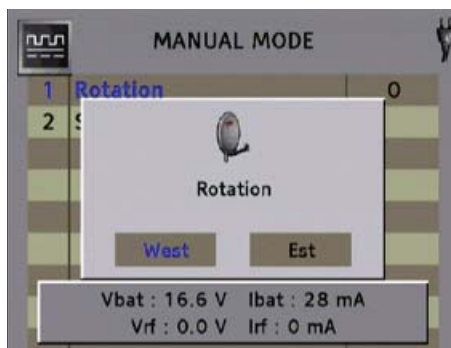 MANUAL MODE
1 Rotation 0
2 S
Rotation
West Est
Vbat : 16.6 V Ibat : 28 mA
Vrf : 0.0 V Irf : 0 mA